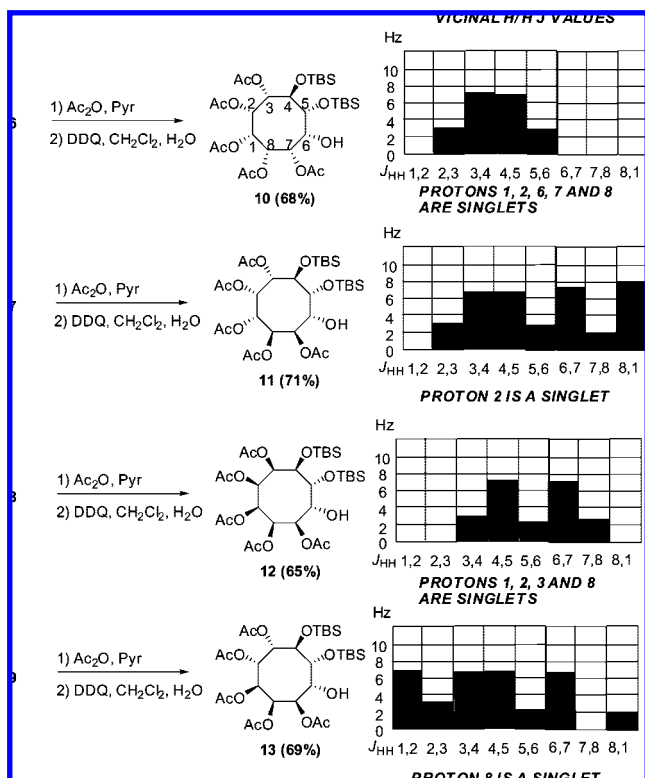 VICINAL H/H J VALUES
Hz
10
8
6
4
2
0
6
1) Ac₂O, Pyr
2) DDQ, CH₂Cl₂, H₂O
AcO OTBS
AcO 2 3 4 5 OTBS
AcO 1 8 7 6 OH
AcO OAc
10 (68%)
J_HH 1,2 2,3 3,4 4,5 5,6 6,7 7,8 8,1
PROTONS 1, 2, 6, 7 AND 8
ARE SINGLETS
Hz
10
8
6
4
2
0
7
1) Ac₂O, Pyr
2) DDQ, CH₂Cl₂, H₂O
AcO OTBS
AcO OTBS
AcO OH
AcO OAc
11 (71%)
J_HH 1,2 2,3 3,4 4,5 5,6 6,7 7,8 8,1
PROTON 2 IS A SINGLET
Hz
10
8
6
4
2
0
1) Ac₂O, Pyr
2) DDQ, CH₂Cl₂, H₂O
AcO OTBS
AcO OTBS
AcO OH
AcO OAc
12 (65%)
J_HH 1,2 2,3 3,4 4,5 5,6 6,7 7,8 8,1
PROTONS 1, 2, 3 AND 8
ARE SINGLETS
Hz
10
8
6
4
2
0
9
1) Ac₂O, Pyr
2) DDQ, CH₂Cl₂, H₂O
AcO OTBS
AcO OTBS
AcO OH
AcO OAc
13 (69%)
J_HH 1,2 2,3 3,4 4,5 5,6 6,7 7,8 8,1
PROTON 8 IS A SINGLET